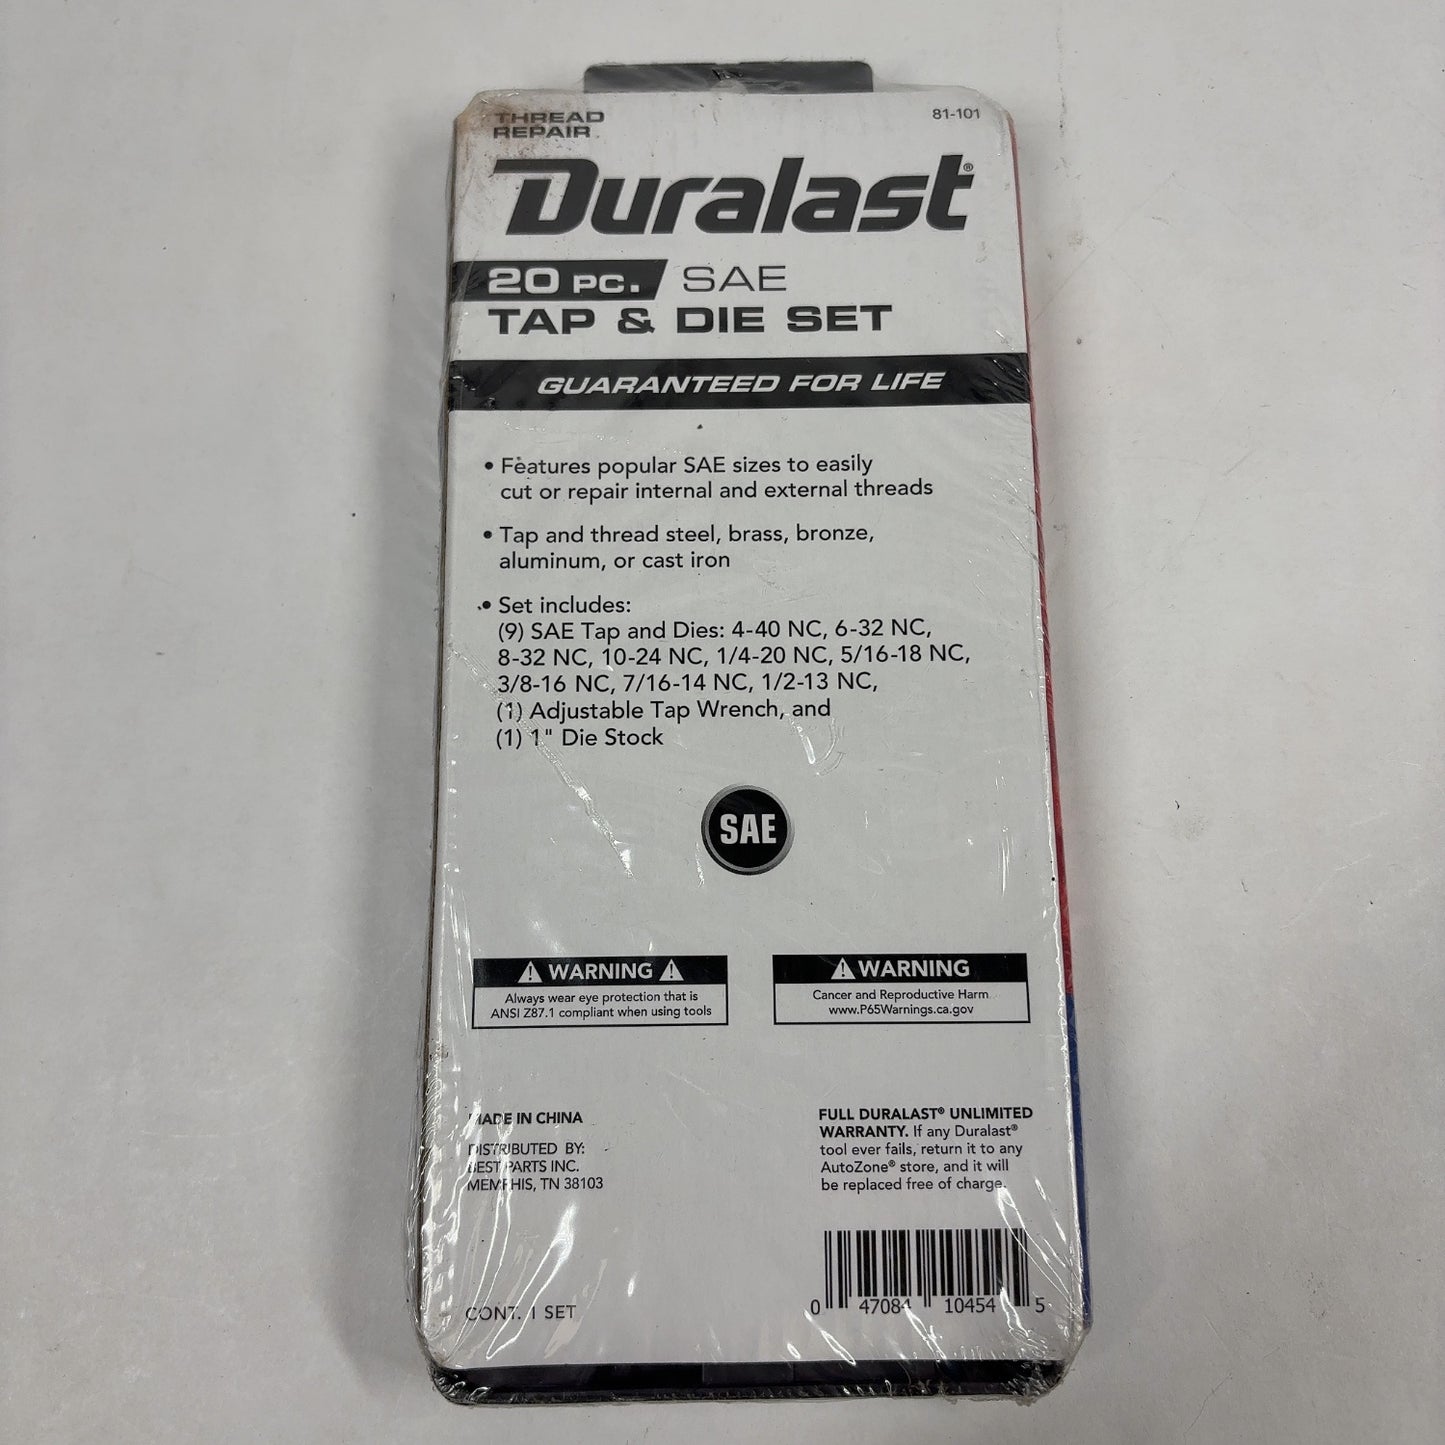 THREAD
REPAIR
81-101
Duralast®
20 PC. SAE
TAP & DIE SET
GUARANTEED FOR LIFE
• Features popular SAE sizes to easily
cut or repair internal and external threads
• Tap and thread steel, brass, bronze,
aluminum, or cast iron
• Set includes:
(9) SAE Tap and Dies: 4-40 NC, 6-32 NC,
8-32 NC, 10-24 NC, 1/4-20 NC, 5/16-18 NC,
3/8-16 NC, 7/16-14 NC, 1/2-13 NC,
(1) Adjustable Tap Wrench, and
(1) 1" Die Stock
SAE
⚠ WARNING ⚠
Always wear eye protection that is
ANSI Z87.1 compliant when using tools
⚠ WARNING
Cancer and Reproductive Harm
www.P65Warnings.ca.gov
MADE IN CHINA
DISTRIBUTED BY:
BEST PARTS INC.
MEMPHIS, TN 38103
CONT. 1 SET
FULL DURALAST® UNLIMITED
WARRANTY. If any Duralast®
tool ever fails, return it to any
AutoZone® store, and it will
be replaced free of charge.
0 47084 10454 5